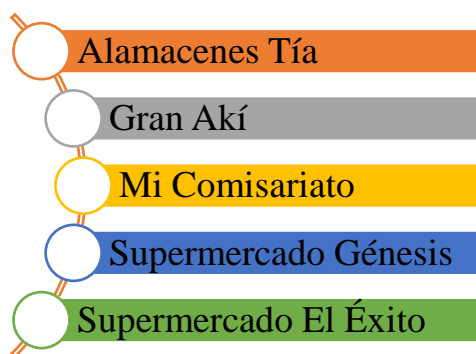 Alamacenes Tía
Gran Akí
Mi Comisariato
Supermercado Génesis
Supermercado El Éxito